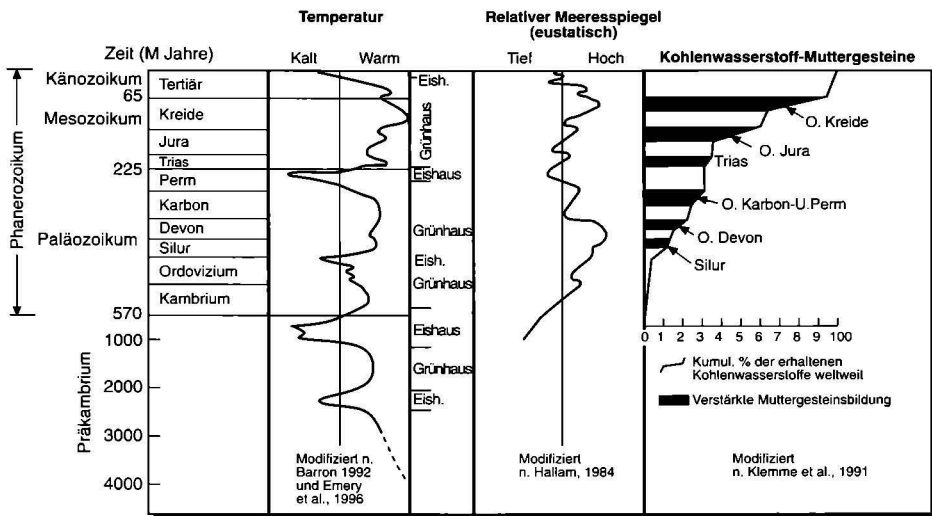 Temperatur
Relativer Meeresspiegel
(eustatisch)
Zeit (M Jahre)
Kalt
Warm
Tief
Hoch
Kohlenwasserstoff-Muttergesteine
Phanerozoikum
Känozoikum
65
Mesozoikum
225
Paläozoikum
570
Präkambrium
1000
2000
3000
4000
Tertiär
Kreide
Jura
Trias
Perm
Karbon
Devon
Silur
Ordovizium
Kambrium
Eish.
Grünhaus
Eishaus
Grünhaus
Eish.
Grünhaus
Eishaus
Grünhaus
Eish.
Modifiziert n.
Barron 1992
und Emery
et al., 1996
Modifiziert
n. Hallam, 1984
O. Kreide
O. Jura
Trias
O. Karbon-U.Perm
O. Devon
Silur
0 1 2 3 4 5 6 7 8 9 100
Kumul. % der erhaltenen
Kohlenwasserstoffe weltweil
Verstärkte Muttergesteinsbildung
Modifiziert
n. Klemme et al., 1991